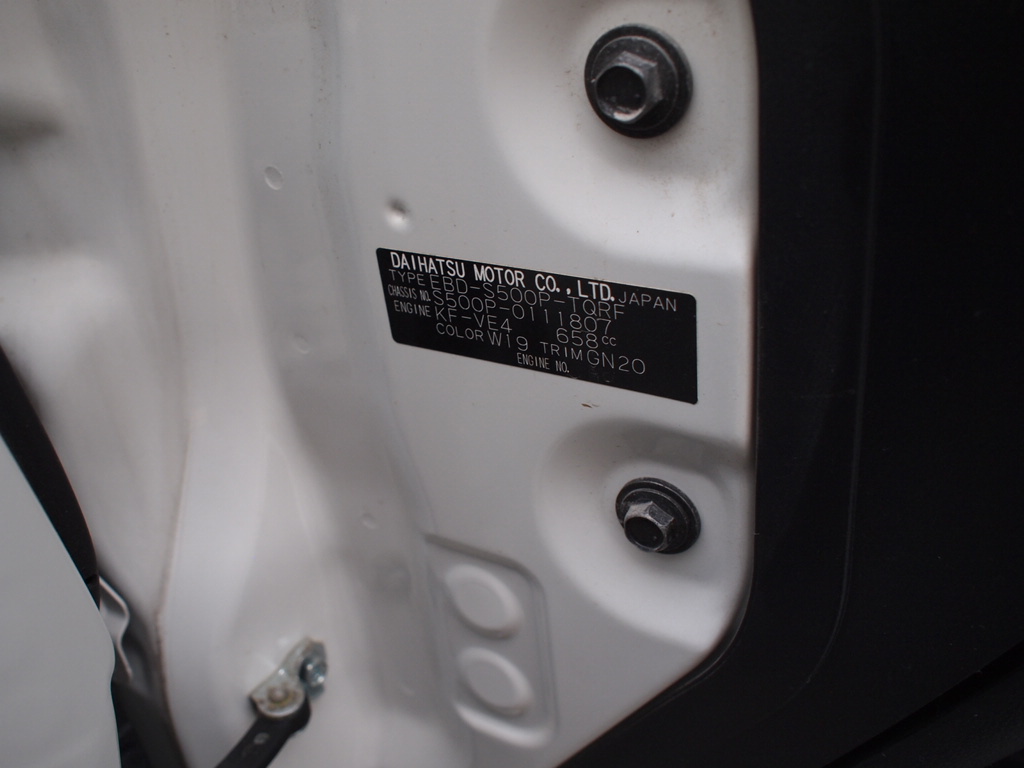 DAIHATSU MOTOR CO., LTD. JAPAN
TYPE EBD-S500P-TQRF
CHASSIS NO. S500P-0111807
ENGINE KF-VE4 658cc
COLOR W19 TRIM GN20
ENGINE NO.